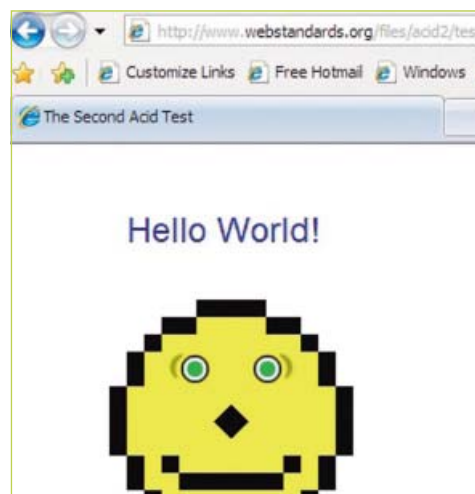 http://www.webstandards.org/files/acid2/tes
Customize Links Free Hotmail Windows
The Second Acid Test
Hello World!